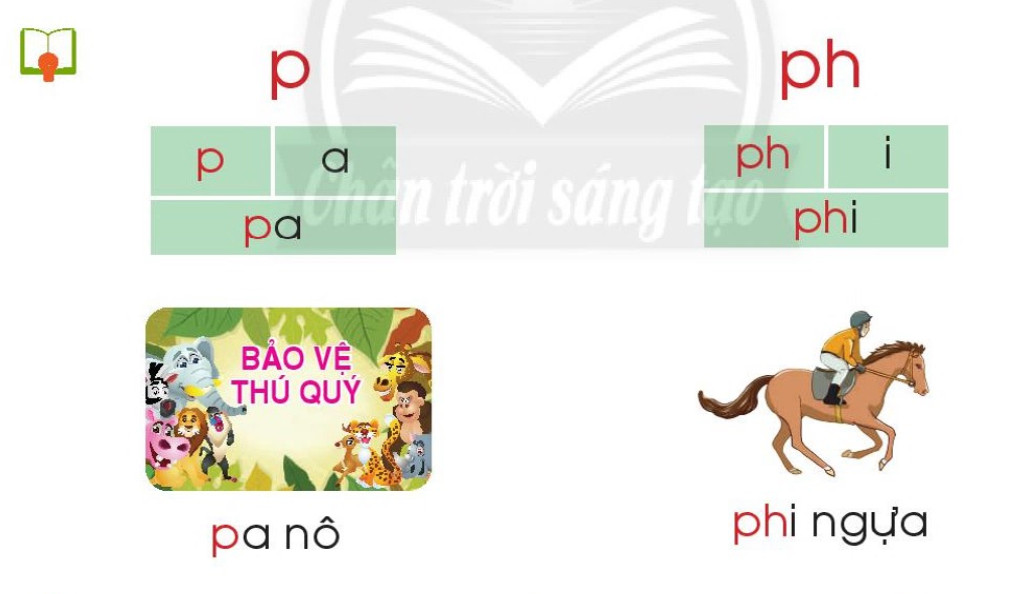 p
ph
p a
pa
ph i
phi
Chân trời sáng tạo
BẢO VỆ
THÚ QUÝ
pa nô
phi ngựa